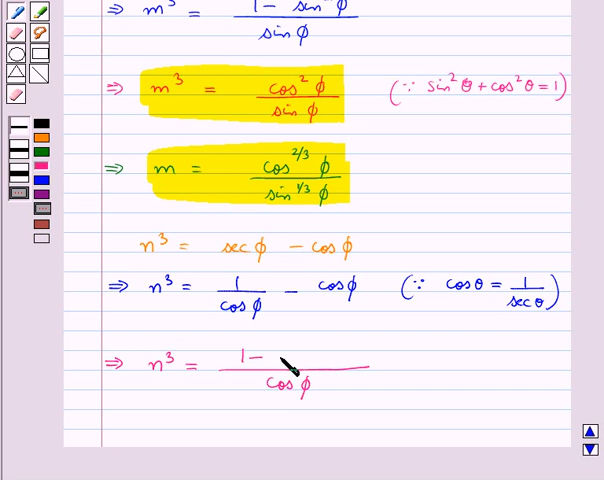 ⇒ m³ = (1 − sin²φ)/sinφ
⇒ m³ = cos²φ/sinφ (∵ sin²θ + cos²θ = 1)
⇒ m = cos^{2/3}φ/sin^{1/3}φ
n³ = secφ − cosφ
⇒ n³ = 1/cosφ − cosφ (∵ cosθ = 1/secθ)
⇒ n³ = 1−/cosφ